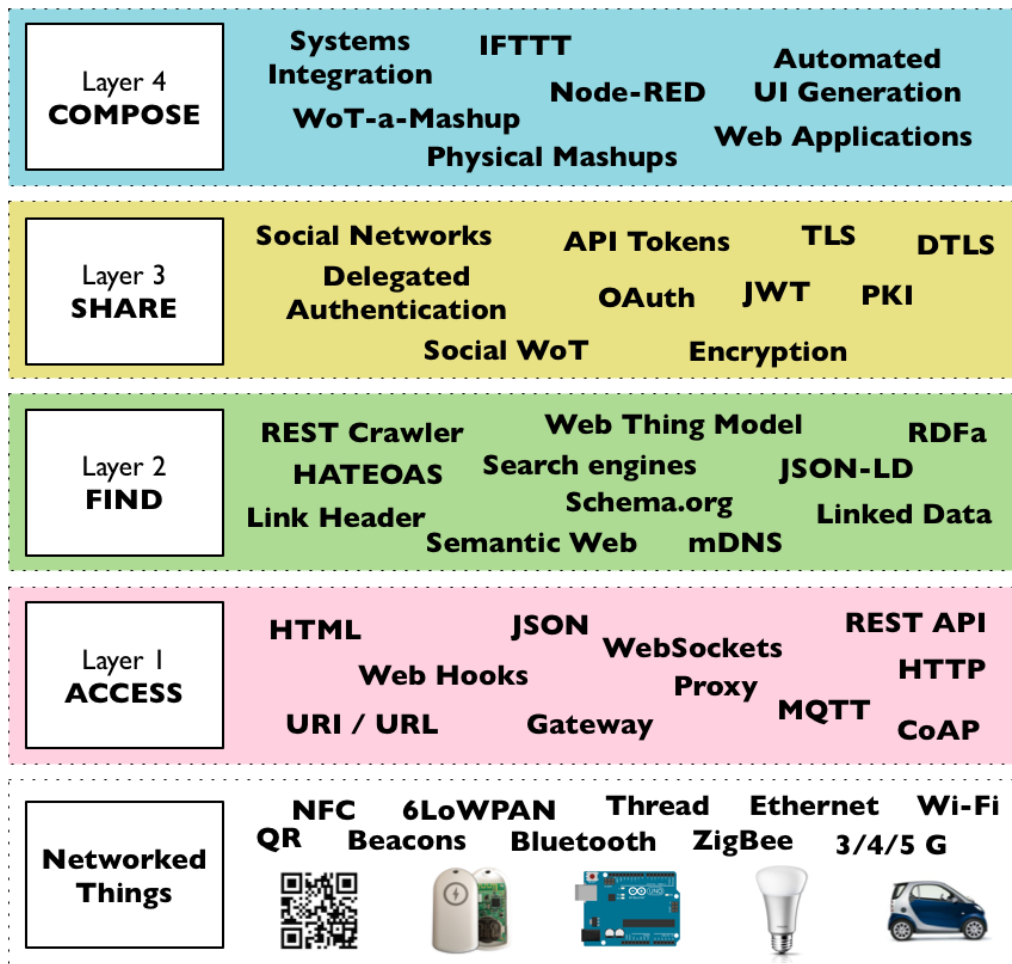 Layer 4
COMPOSE
Systems
Integration
IFTTT
Node-RED
Automated
UI Generation
WoT-a-Mashup
Physical Mashups
Web Applications
Layer 3
SHARE
Social Networks
API Tokens
TLS
DTLS
Delegated
Authentication
OAuth
JWT
PKI
Social WoT
Encryption
Layer 2
FIND
REST Crawler
Web Thing Model
RDFa
HATEOAS
Search engines
JSON-LD
Link Header
Schema.org
Linked Data
Semantic Web
mDNS
Layer 1
ACCESS
HTML
JSON
REST API
Web Hooks
WebSockets
Proxy
HTTP
URI / URL
Gateway
MQTT
CoAP
Networked
Things
NFC
6LoWPAN
Thread
Ethernet
Wi-Fi
QR
Beacons
Bluetooth
ZigBee
3/4/5 G
UNO